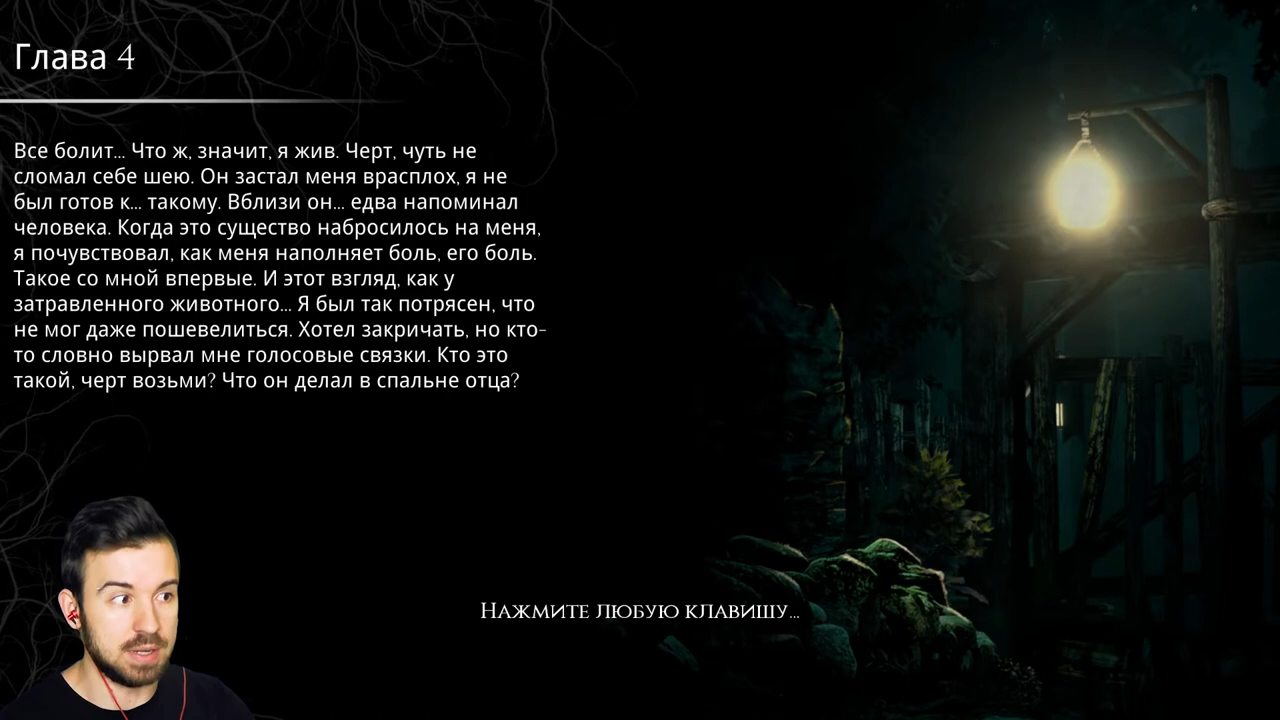 Глава 4
Все болит... Что ж, значит, я жив. Черт, чуть не
сломал себе шею. Он застал меня врасплох, я не
был готов к... такому. Вблизи он... едва напоминал
человека. Когда это существо набросилось на меня,
я почувствовал, как меня наполняет боль, его боль.
Такое со мной впервые. И этот взгляд, как у
затравленного животного... Я был так потрясен, что
не мог даже пошевелиться. Хотел закричать, но кто-
то словно вырвал мне голосовые связки. Кто это
такой, черт возьми? Что он делал в спальне отца?
Нажмите любую клавишу...